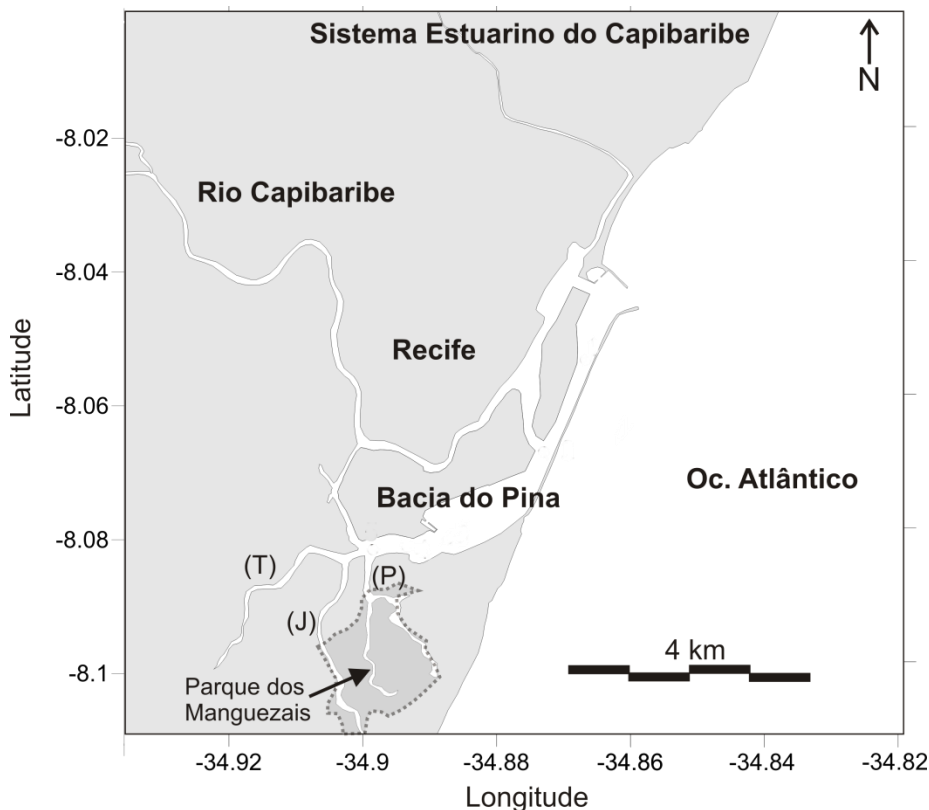 Sistema Estuarino do Capibaribe
N
-8.02
Rio Capibaribe
-8.04
Recife
Latitude
-8.06
Oc. Atlântico
Bacia do Pina
-8.08
(T)
(P)
(J)
4 km
-8.1
Parque dos
Manguezais
-34.92
-34.9
-34.88
-34.86
-34.84
-34.82
Longitude